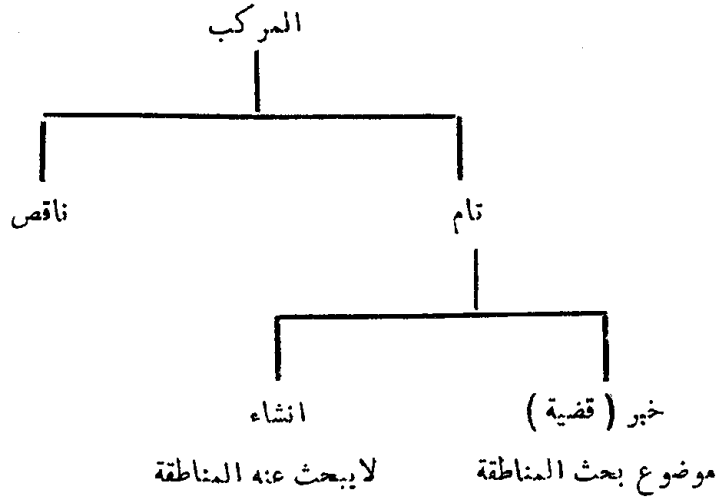 المركب
تام
ناقص
خبر ( قضية )
انشاء
موضوع بحث المناطقة
لايبحث عنه المناطقة